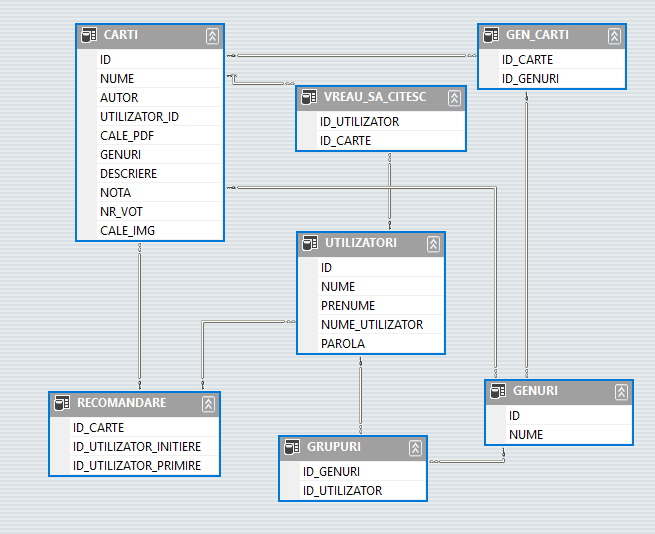 CARTI
ID
NUME
AUTOR
UTILIZATOR_ID
CALE_PDF
GENURI
DESCRIERE
NOTA
NR_VOT
CALE_IMG
GEN_CARTI
ID_CARTE
ID_GENURI
VREAU_SA_CITESC
ID_UTILIZATOR
ID_CARTE
UTILIZATORI
ID
NUME
PRENUME
NUME_UTILIZATOR
PAROLA
RECOMANDARE
ID_CARTE
ID_UTILIZATOR_INITIERE
ID_UTILIZATOR_PRIMIRE
GRUPURI
ID_GENURI
ID_UTILIZATOR
GENURI
ID
NUME